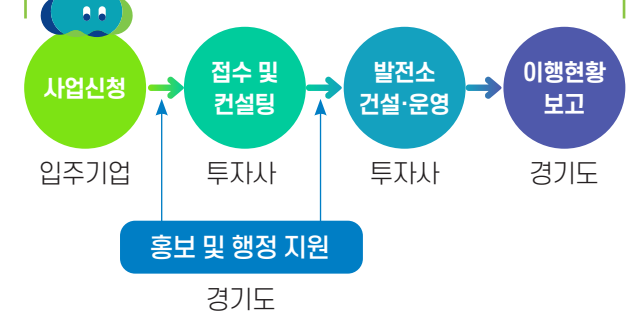 사업신청
접수 및
컨설팅
발전소
건설·운영
이행현황
보고
입주기업
투자사
투자사
경기도
홍보 및 행정 지원
경기도